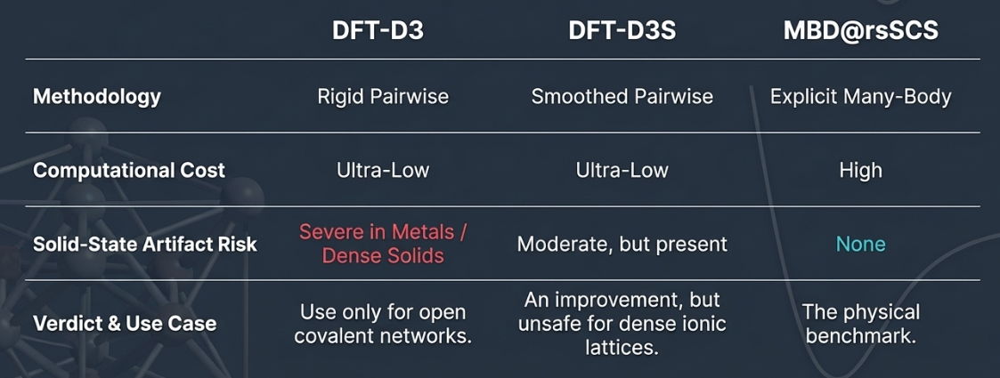 DFT-D3 DFT-D3S MBD@rsSCS
Methodology Rigid Pairwise Smoothed Pairwise Explicit Many-Body
Computational Cost Ultra-Low Ultra-Low High
Solid-State Artifact Risk Severe in Metals /
Dense Solids Moderate, but present None
Verdict & Use Case Use only for open
covalent networks. An improvement, but
unsafe for dense ionic
lattices. The physical
benchmark.